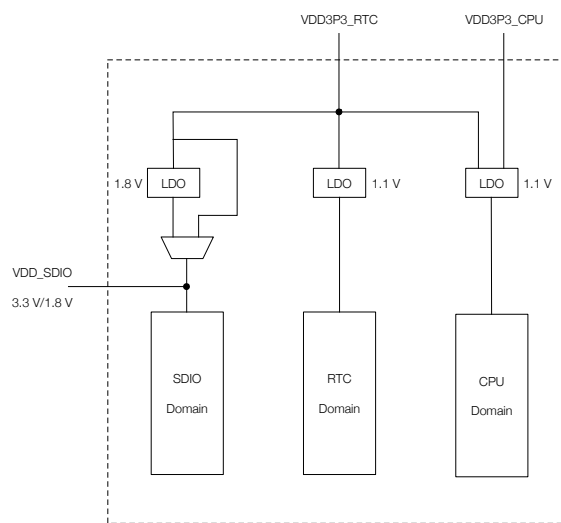 VDD3P3_RTC VDD3P3_CPU
1.8 V LDO LDO 1.1 V LDO 1.1 V
VDD_SDIO
3.3 V/1.8 V
SDIO RTC CPU
Domain Domain Domain